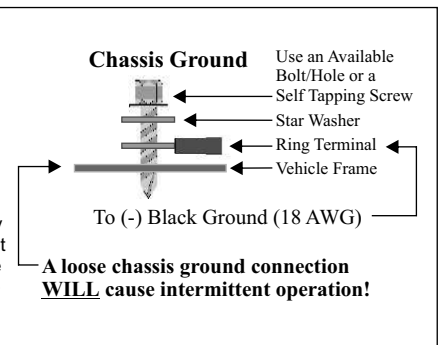 Chassis Ground
Use an Available
Bolt/Hole or a
Self Tapping Screw
Star Washer
Ring Terminal
Vehicle Frame
To (-) Black Ground (18 AWG)
A loose chassis ground connection
WILL cause intermittent operation!